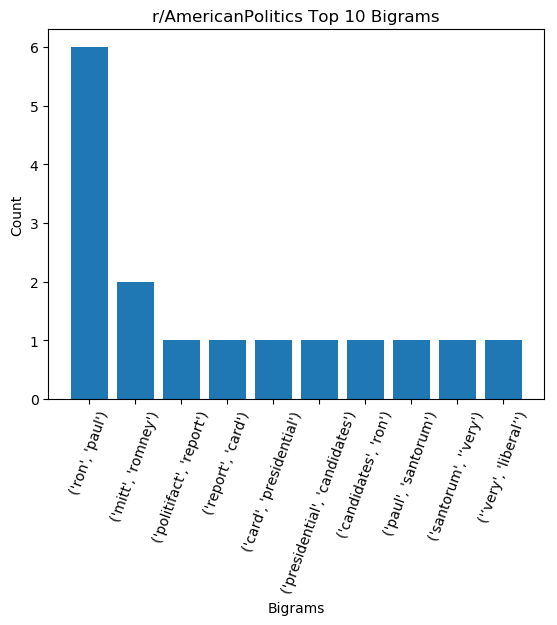 r/AmericanPolitics Top 10 Bigrams
6
5
4
3
2
1
0
Count
('ron', 'paul')
('mitt', 'romney')
('politifact', 'report')
('report', 'card')
('card', 'presidential')
('presidential', 'candidates')
('candidates', 'ron')
('paul', 'santorum')
('santorum', "'very')
("'very', 'liberal'')
Bigrams